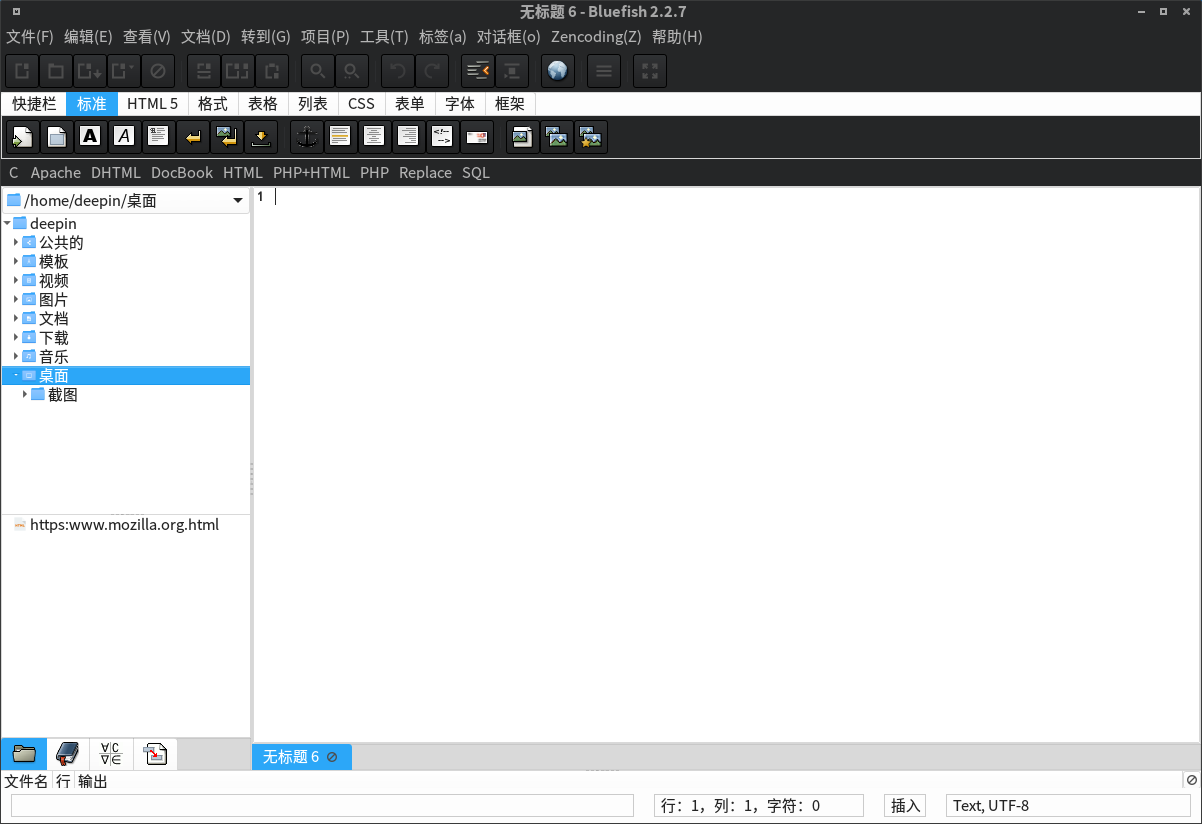 无标题 6 - Bluefish 2.2.7
文件(F) 编辑(E) 查看(V) 文档(D) 转到(G) 项目(P) 工具(T) 标签(a) 对话框(o) Zencoding(Z) 帮助(H)
快捷栏 标准 HTML 5 格式 表格 列表 CSS 表单 字体 框架
A A
C Apache DHTML DocBook HTML PHP+HTML PHP Replace SQL
/home/deepin/桌面
1
deepin
公共的
模板
视频
图片
文档
下载
音乐
桌面
截图
https:www.mozilla.org.html
无标题 6
文件名 行 输出
行：1，列：1，字符：0 插入 Text, UTF-8